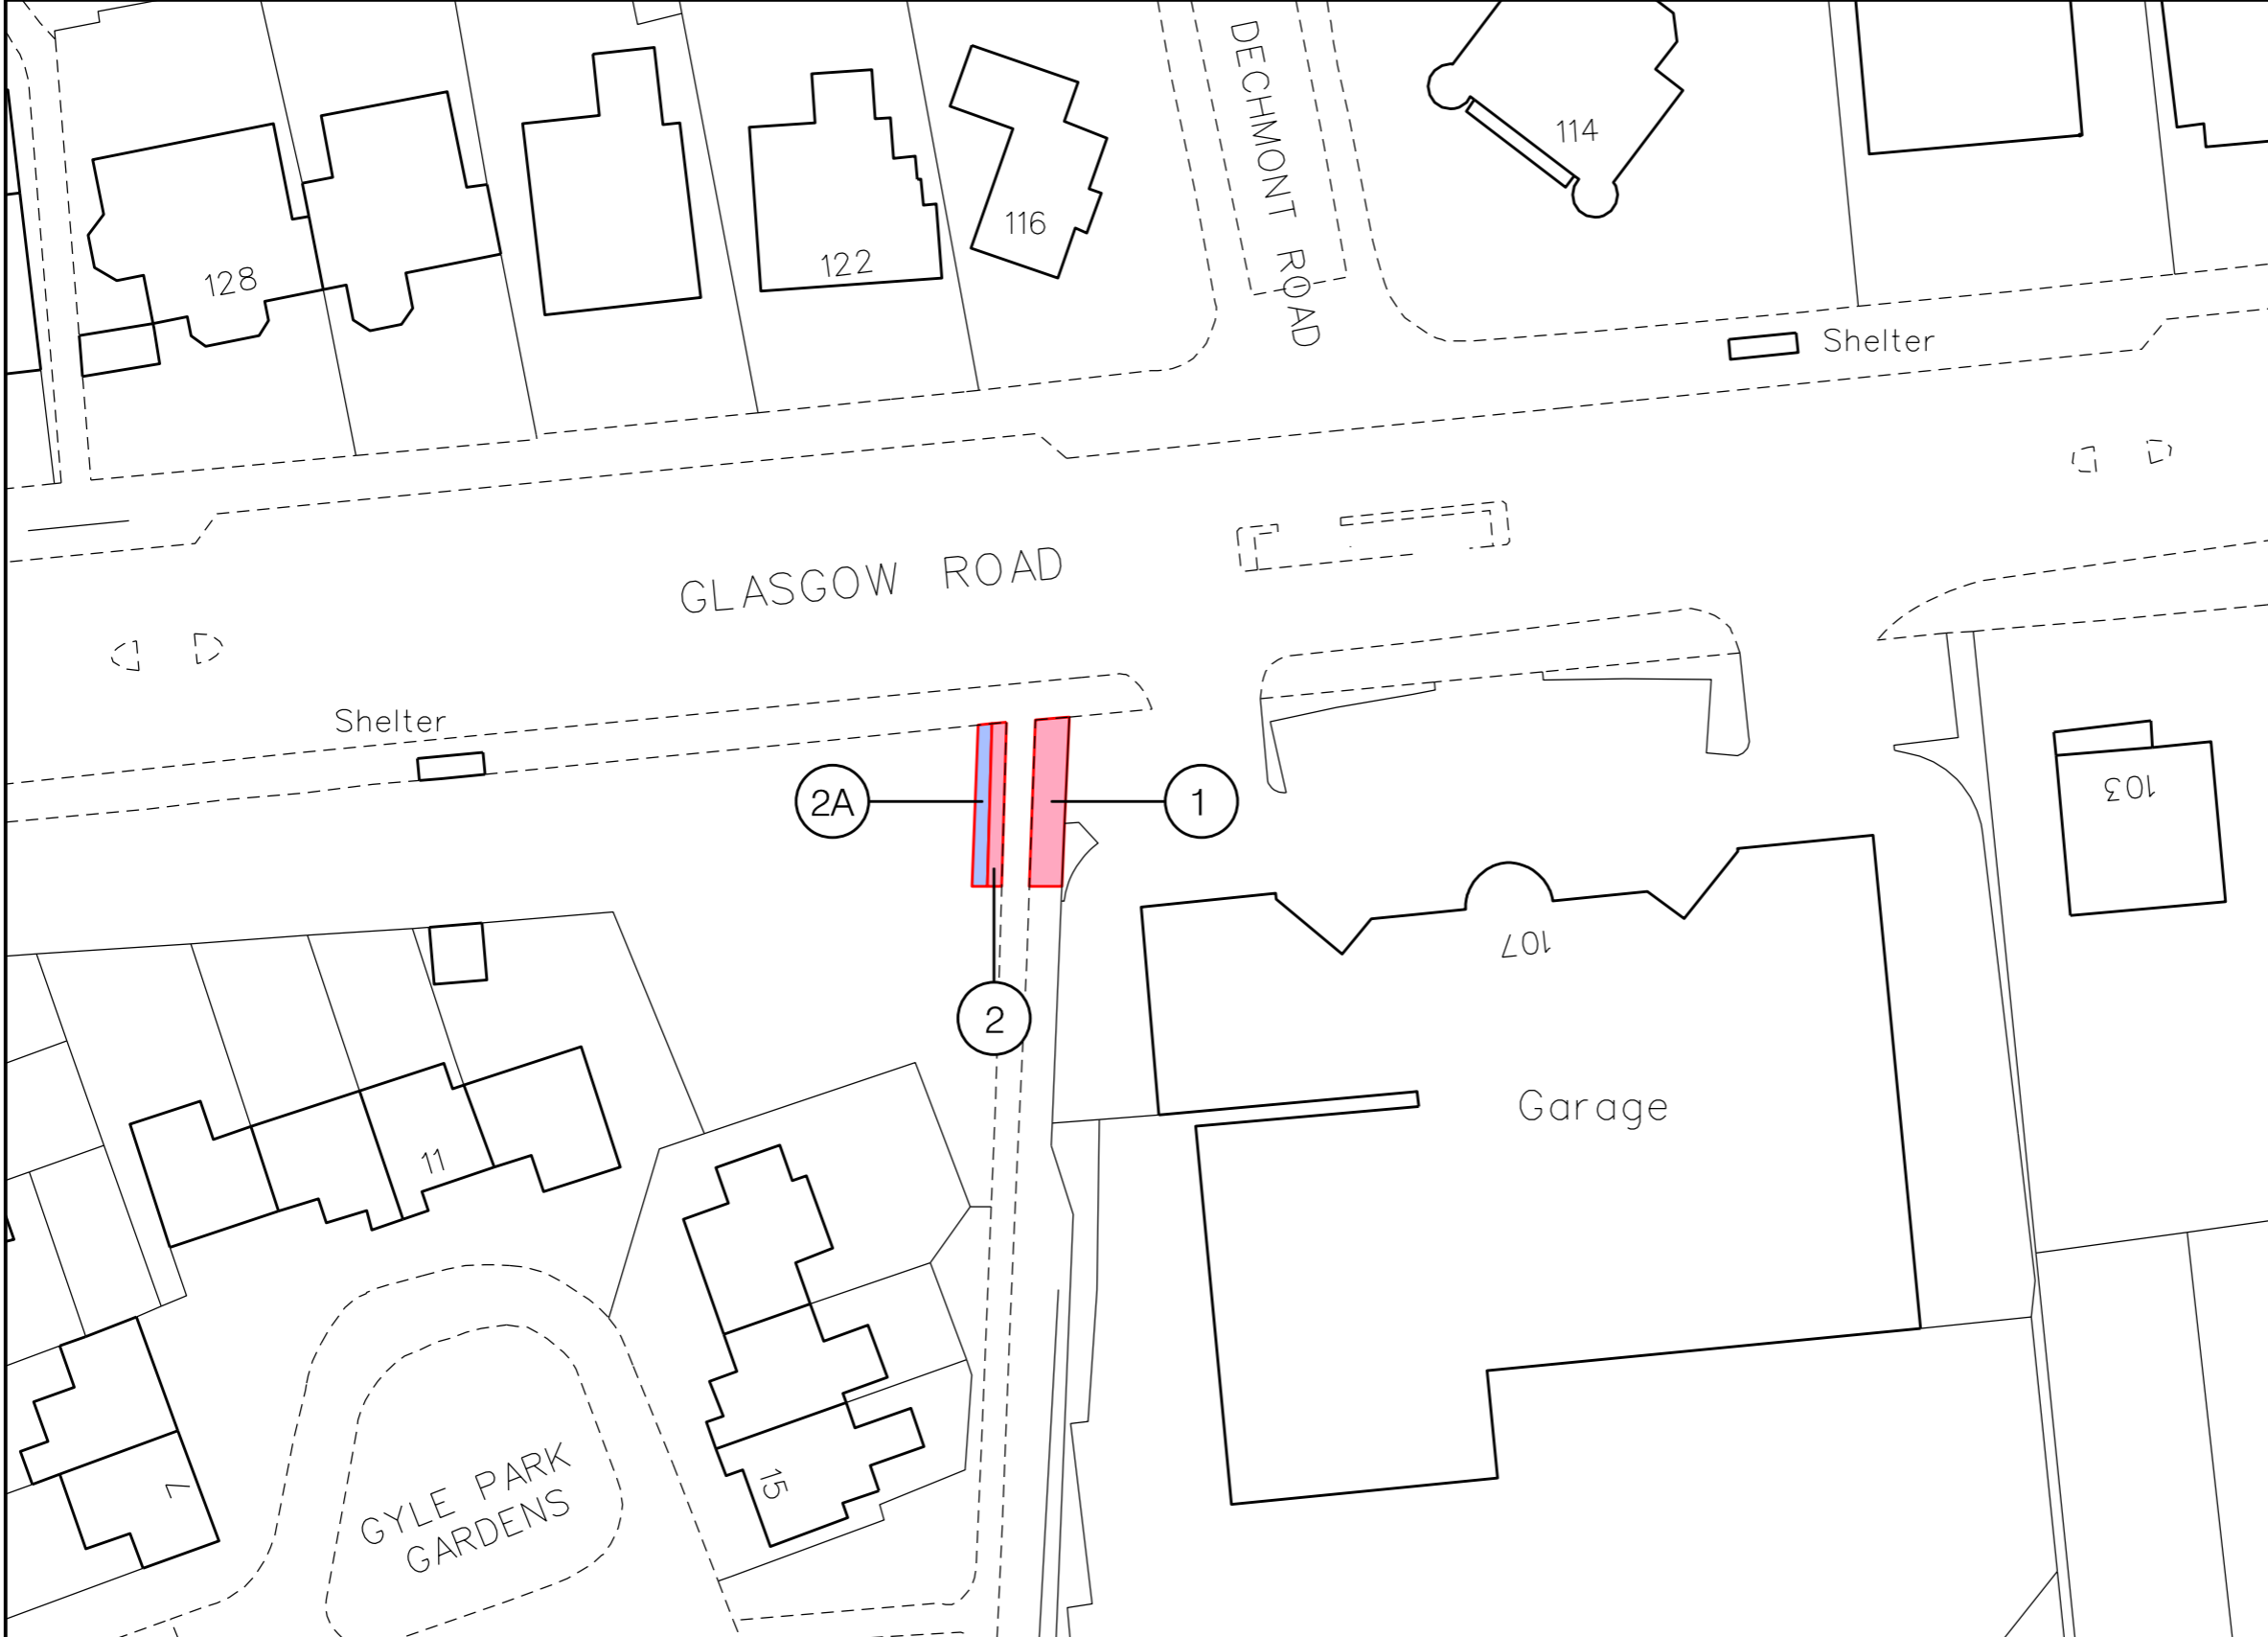 DECHMONT ROAD
114
116
122
128
Shelter
GLASGOW ROAD
Shelter
2A
1
103
107
2
Garage
11
15
7
GYLE PARK
GARDENS